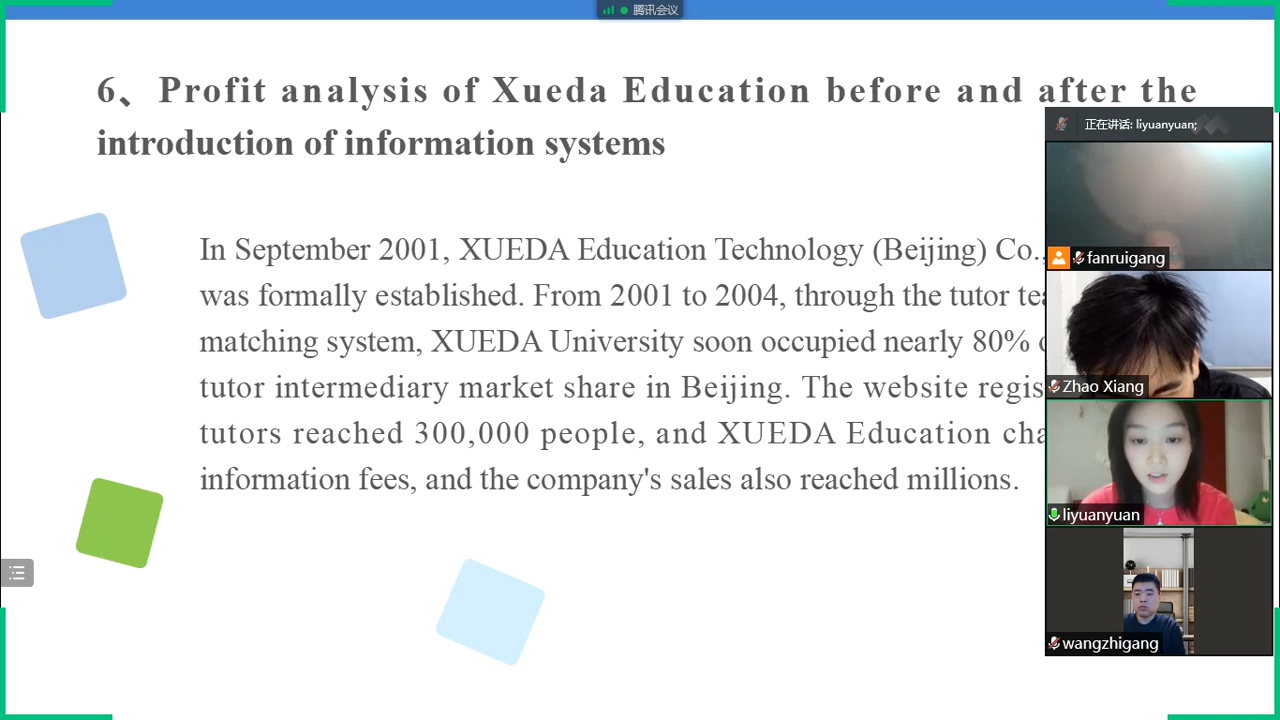 腾讯会议
6、Profit analysis of Xueda Education before and after the
introduction of information systems
正在讲话: liyuanyuan;
In September 2001, XUEDA Education Technology (Beijing) Co.,
was formally established. From 2001 to 2004, through the tutor
matching system, XUEDA University soon occupied nearly 80%
tutor intermediary market share in Beijing. The website
tutors reached 300,000 people, and XUEDA Education
information fees, and the company's sales also reached millions.
fanruigang
Zhao Xiang
liyuanyuan
wangzhigang